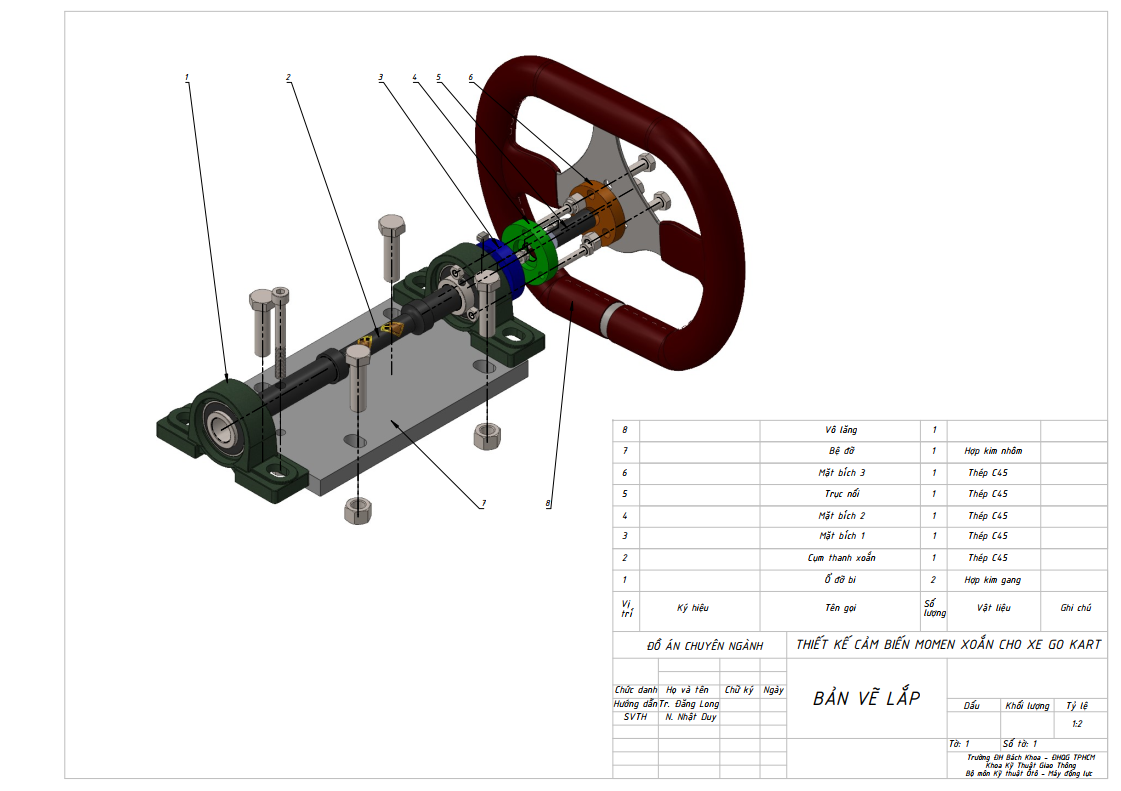 1 2 3 4 5 6
7 8
8 Vô lăng 1
7 Bệ đỡ 1 Hợp kim nhôm
6 Mặt bích 3 1 Thép C45
5 Trục nối 1 Thép C45
4 Mặt bích 2 1 Thép C45
3 Mặt bích 1 1 Thép C45
2 Cụm thanh xoắn 1 Thép C45
1 Ổ đỡ bi 2 Hợp kim gang
Vị trí Ký hiệu Tên gọi Số lượng Vật liệu Ghi chú
ĐỒ ÁN CHUYÊN NGÀNH THIẾT KẾ CẢM BIẾN MOMEN XOẮN CHO XE GO KART
Chức danh Họ và tên Chữ ký Ngày
Hướng dẫn Tr. Đăng Long
SVTH N. Nhật Duy
BẢN VẼ LẮP
Dấu Khối lượng Tỷ lệ
1:2
Tờ: 1 Số tờ: 1
Trường ĐH Bách Khoa - ĐHQG TPHCM
Khoa Kỹ Thuật Giao Thông
Bộ môn Kỹ thuật Ôtô - Máy động lực